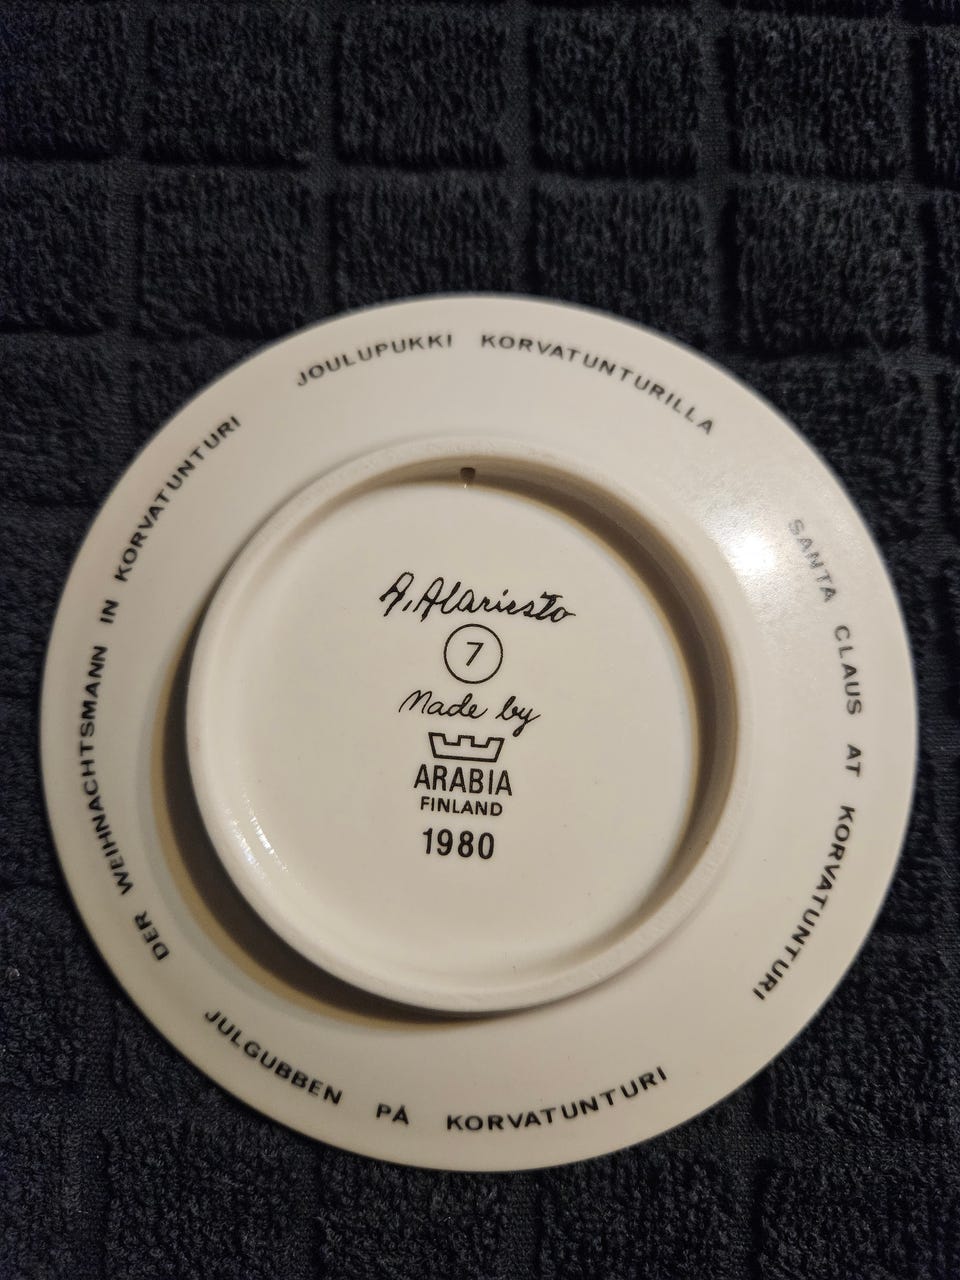 JOULUPUKKI KORVATUNTURILLA
SANTA CLAUS AT KORVATUNTURI
JULGUBBEN PÅ KORVATUNTURI
DER WEIHNACHTSMANN IN KORVATUNTURI
A. Alariesto
7
Made by
ARABIA
FINLAND
1980